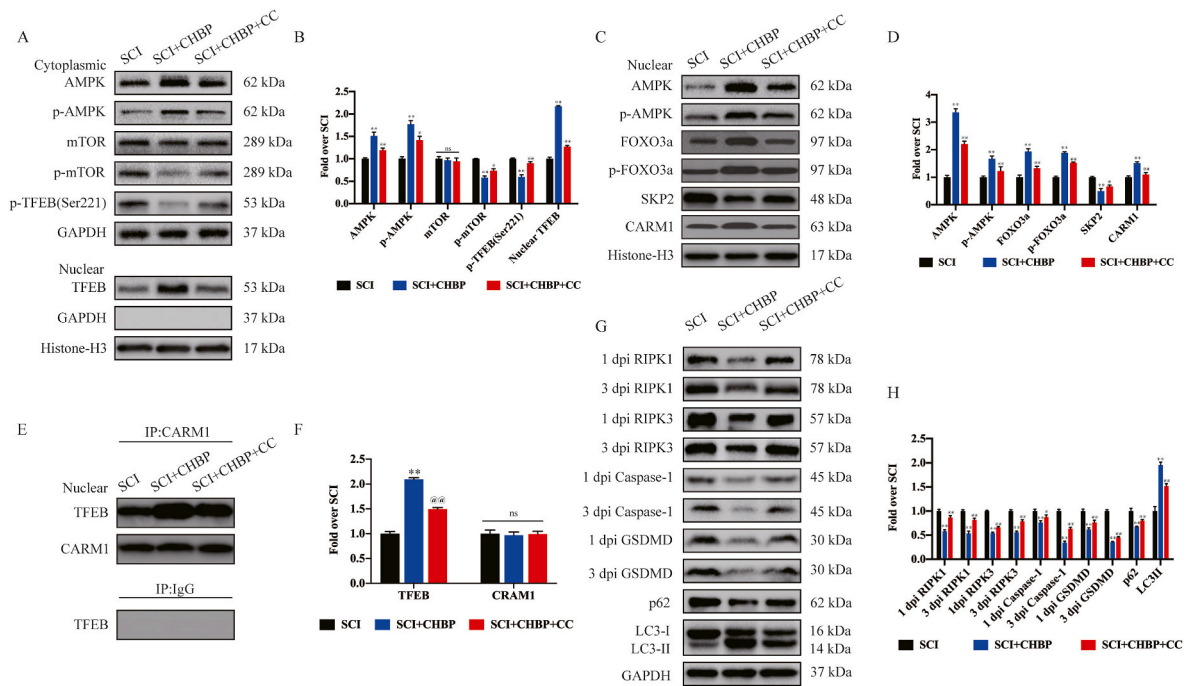 A
SCI
SCI+CHBP
SCI+CHBP+CC
Cytoplasmic
AMPK 62 kDa
p-AMPK 62 kDa
mTOR 289 kDa
p-mTOR 289 kDa
p-TFEB(Ser221) 53 kDa
GAPDH 37 kDa
Nuclear
TFEB 53 kDa
GAPDH 37 kDa
Histone-H3 17 kDa
B
Fold over SCI
2.5
2.0
1.5
1.0
0.5
0.0
** ** ** * ns ** * ** **
AMPK
p-AMPK
mTOR
p-mTOR
p-TFEB(Ser221)
Nuclear TFEB
SCI SCI+CHBP SCI+CHBP+CC
C
SCI
SCI+CHBP
SCI+CHBP+CC
Nuclear
AMPK 62 kDa
p-AMPK 62 kDa
FOXO3a 97 kDa
p-FOXO3a 97 kDa
SKP2 48 kDa
CARM1 63 kDa
Histone-H3 17 kDa
D
Fold over SCI
4
3
2
1
0
AMPK
p-AMPK
FOXO3a
p-FOXO3a
SKP2
CARM1
SCI SCI+CHBP SCI+CHBP+CC
E
IP:CARM1
SCI
SCI+CHBP
SCI+CHBP+CC
Nuclear
TFEB
CARM1
IP:IgG
TFEB
F
Fold over SCI
2.5
2.0
1.5
1.0
0.5
0.0
**
@@
ns
TFEB CRAM1
SCI SCI+CHBP SCI+CHBP+CC
G
SCI
SCI+CHBP
SCI+CHBP+CC
1 dpi RIPK1 78 kDa
3 dpi RIPK1 78 kDa
1 dpi RIPK3 57 kDa
3 dpi RIPK3 57 kDa
1 dpi Caspase-1 45 kDa
3 dpi Caspase-1 45 kDa
1 dpi GSDMD 30 kDa
3 dpi GSDMD 30 kDa
p62 62 kDa
LC3-I 16 kDa
LC3-II 14 kDa
GAPDH 37 kDa
H
Fold over SCI
2.5
2.0
1.5
1.0
0.5
0.0
1 dpi RIPK1
3 dpi RIPK1
1dpi RIPK3
3 dpi RIPK3
1 dpi Caspase-1
3 dpi Caspase-1
1 dpi GSDMD
3 dpi GSDMD
p62
LC3II
SCI SCI+CHBP SCI+CHBP+CC